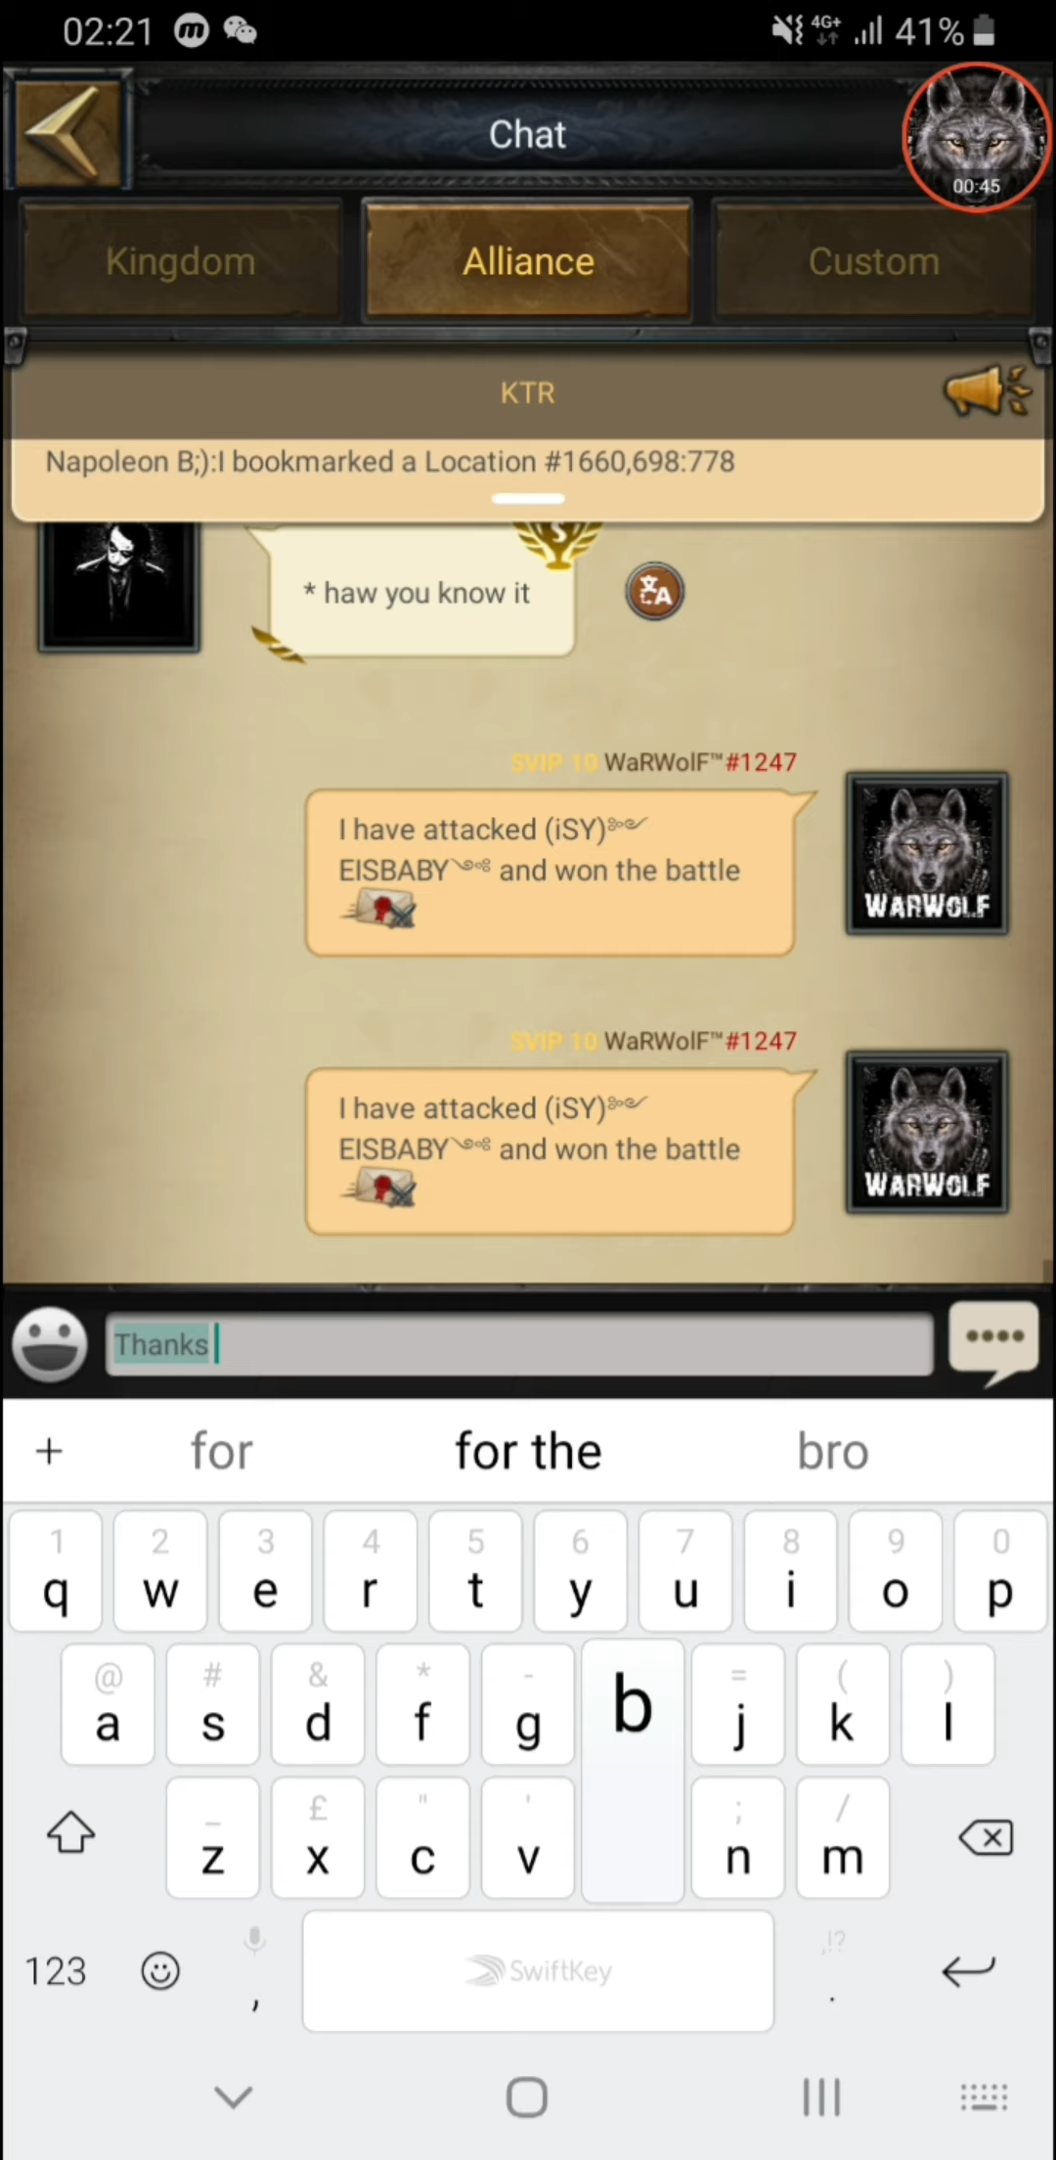 02:21 4G+ 41%
Chat
00:45
Kingdom Alliance Custom
KTR
Napoleon B;):I bookmarked a Location #1660,698:778
S
* haw you know it
文A
SVIP 10 WaRWolF™#1247
I have attacked (iSY)
EISBABY and won the battle
WARWOLF
SVIP 10 WaRWolF™#1247
I have attacked (iSY)
EISBABY and won the battle
WARWOLF
Thanks
+ for for the bro
1 2 3 4 5 6 7 8 9 0
q w e r t y u i o p
@ # & * - = ( )
a s d f g b j k l
_ £ " ' ; /
z x c v n m
,!?
123 , SwiftKey .